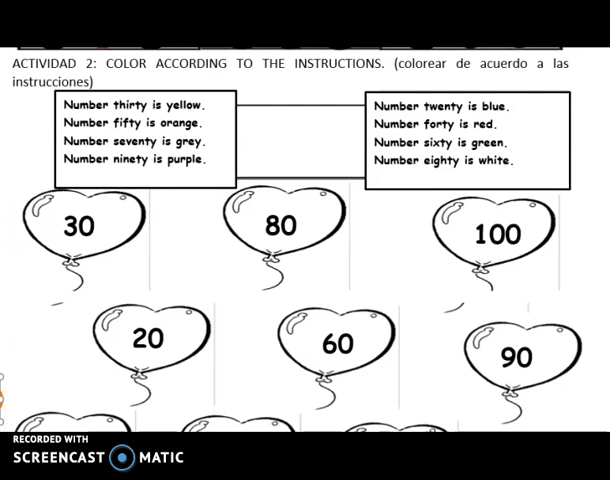 ACTIVIDAD 2: COLOR ACCORDING TO THE INSTRUCTIONS. (colorear de acuerdo a las
instrucciones)
Number thirty is yellow.
Number fifty is orange.
Number seventy is grey.
Number ninety is purple.
Number twenty is blue.
Number forty is red.
Number sixty is green.
Number eighty is white.
30
80
100
20
60
90
RECORDED WITH
SCREENCAST MATIC